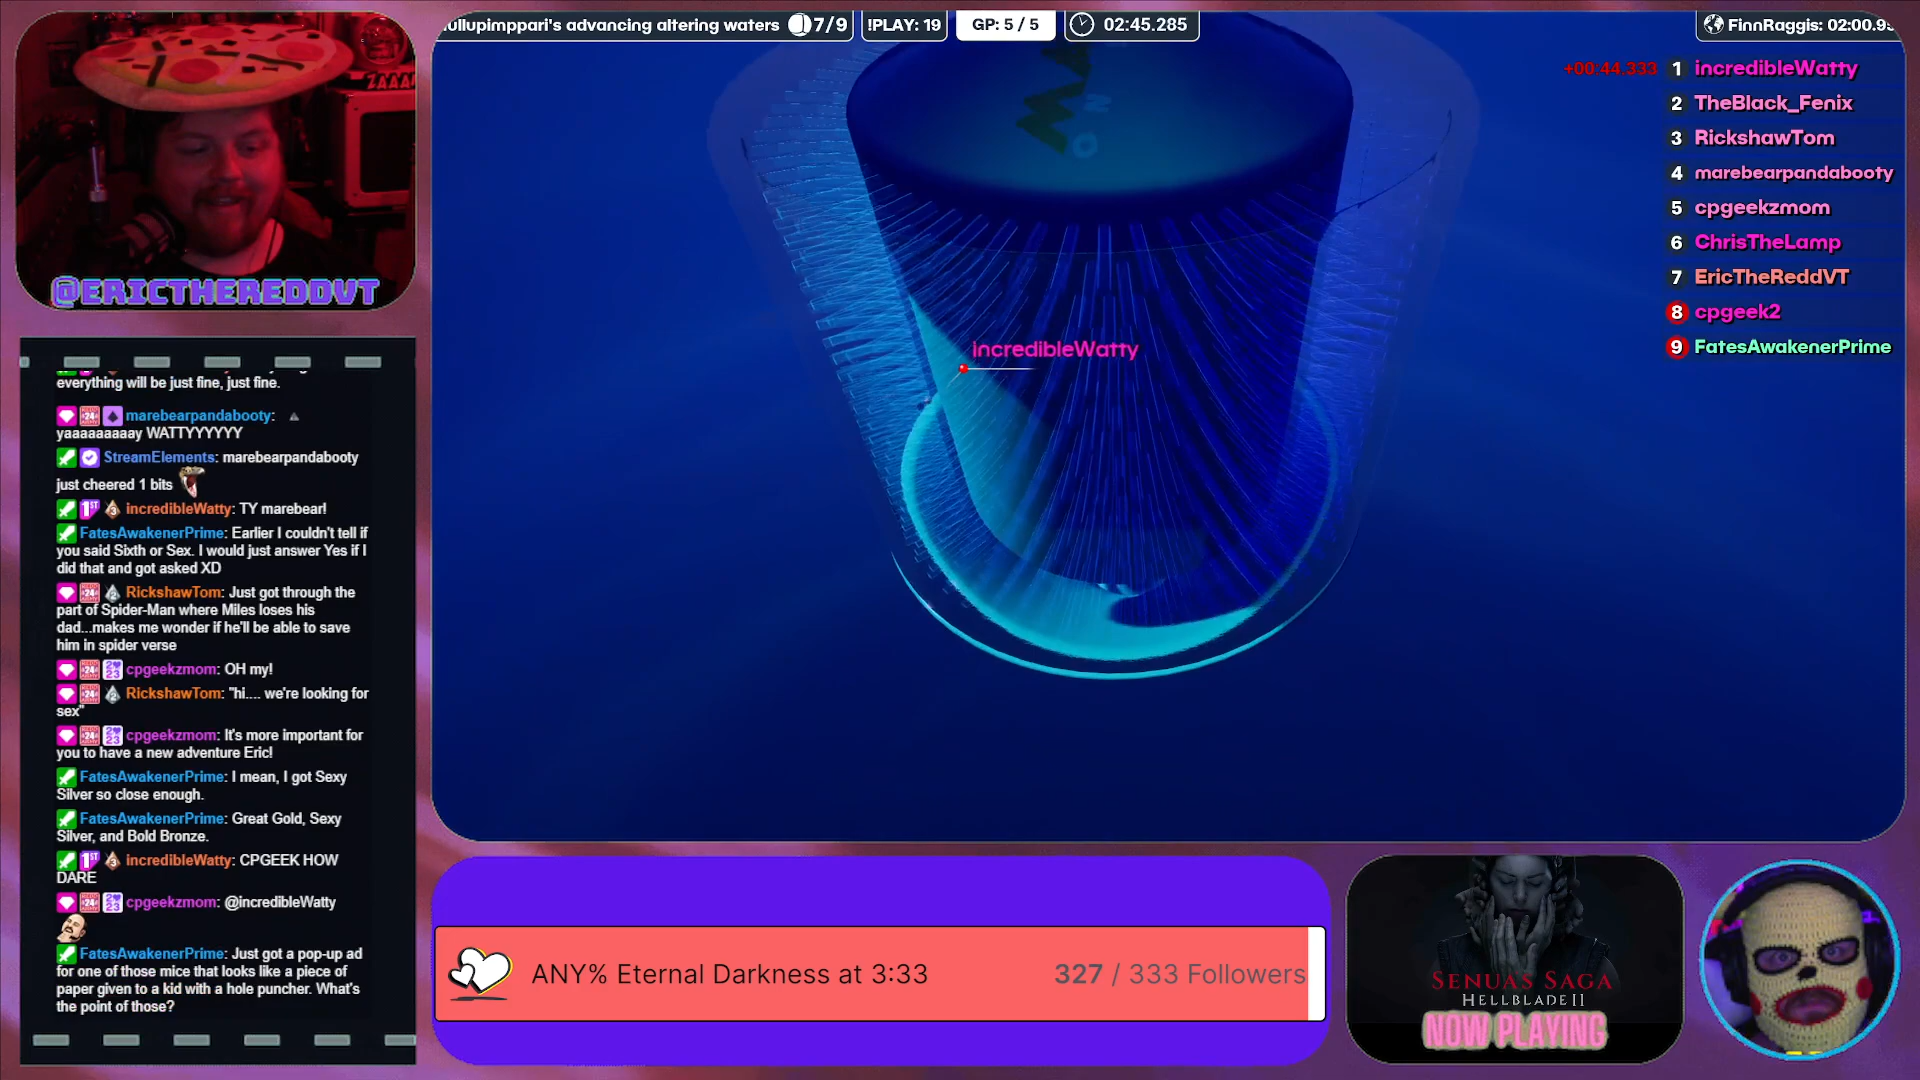 ullupimppari's advancing altering waters 7/9
!PLAY: 19
GP: 5 / 5
02:45.285
FinnRaggis: 02:00.9
ZAAA
@ERICTHEREDDVT
+00:44.333 1 incredibleWatty
2 TheBlack_Fenix
3 RickshawTom
4 marebearpandabooty
5 cpgeekzmom
6 ChrisTheLamp
7 EricTheReddVT
8 cpgeek2
9 FatesAwakenerPrime
incredibleWatty
everything will be just fine, just fine.
marebearpandabooty:
yaaaaaaaay WATTYYYYYY
StreamElements: marebearpandabooty
just cheered 1 bits
incredibleWatty: TY marebear!
FatesAwakenerPrime: Earlier I couldn't tell if
you said Sixth or Sex. I would just answer Yes if I
did that and got asked XD
RickshawTom: Just got through the
part of Spider-Man where Miles loses his
dad...makes me wonder if he'll be able to save
him in spider verse
cpgeekzmom: OH my!
RickshawTom: "hi.... we're looking for
sex"
cpgeekzmom: It's more important for
you to have a new adventure Eric!
FatesAwakenerPrime: I mean, I got Sexy
Silver so close enough.
FatesAwakenerPrime: Great Gold, Sexy
Silver, and Bold Bronze.
incredibleWatty: CPGEEK HOW
DARE
cpgeekzmom: @incredibleWatty
FatesAwakenerPrime: Just got a pop-up ad
for one of those mice that looks like a piece of
paper given to a kid with a hole puncher. What's
the point of those?
ANY% Eternal Darkness at 3:33
327 / 333 Followers
SENUAS SAGA
HELLBLADE II
NOW PLAYING